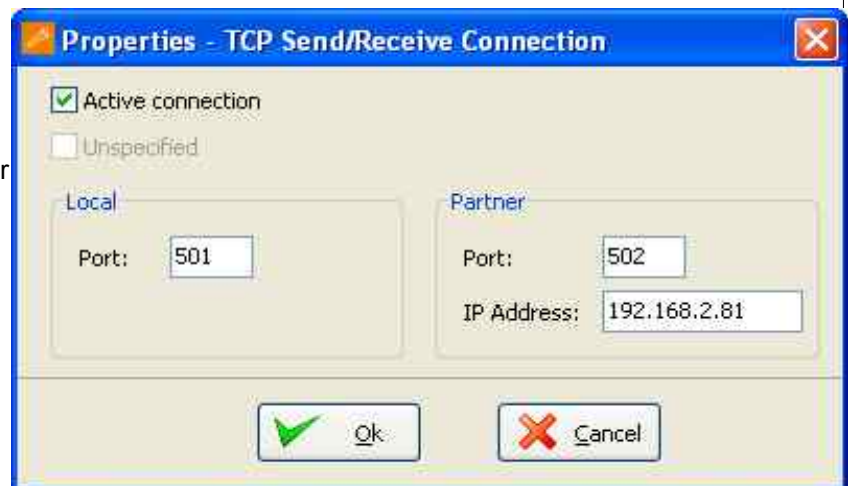 Properties - TCP Send/Receive Connection
Active connection
Unspecified
r
Local
Port: 501
Partner
Port: 502
IP Address: 192.168.2.81
Ok
Cancel